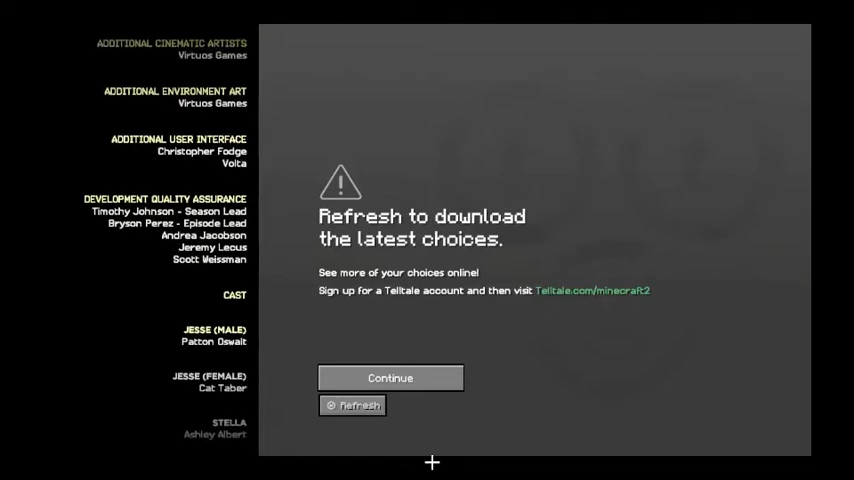 ADDITIONAL CINEMATIC ARTISTS
Virtuos Games
ADDITIONAL ENVIRONMENT ART
Virtuos Games
ADDITIONAL USER INTERFACE
Christopher Fodge
Volta
DEVELOPMENT QUALITY ASSURANCE
Timothy Johnson - Season Lead
Bryson Perez - Episode Lead
Andrea Jacobson
Jeremy Lecus
Scott Weissman
CAST
JESSE (MALE)
Patton Oswalt
JESSE (FEMALE)
Cat Taber
STELLA
Ashley Albert
Refresh to download
the latest choices.
See more of your choices online!
Sign up for a Telltale account and then visit Telltale.com/minecraft2
Continue
Refresh